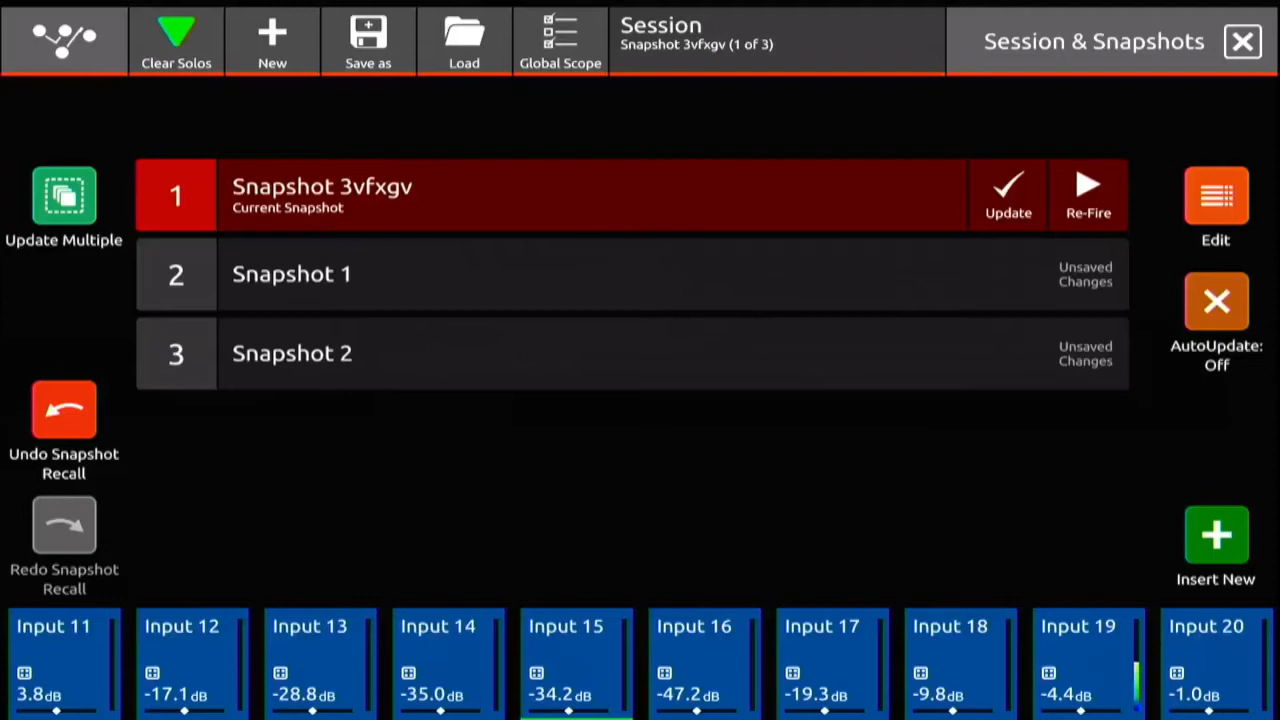 Clear Solos
New
Save as
Load
Global Scope
Session
Snapshot 3vfxgv (1 of 3)
Session & Snapshots
Update Multiple
1
Snapshot 3vfxgv
Current Snapshot
Update
Re-Fire
Edit
2
Snapshot 1
Unsaved
Changes
AutoUpdate:
Off
3
Snapshot 2
Unsaved
Changes
Undo Snapshot
Recall
Redo Snapshot
Recall
Insert New
Input 11
3.8dB
Input 12
-17.1dB
Input 13
-28.8dB
Input 14
-35.0dB
Input 15
-34.2dB
Input 16
-47.2dB
Input 17
-19.3dB
Input 18
-9.8dB
Input 19
-4.4dB
Input 20
-1.0dB